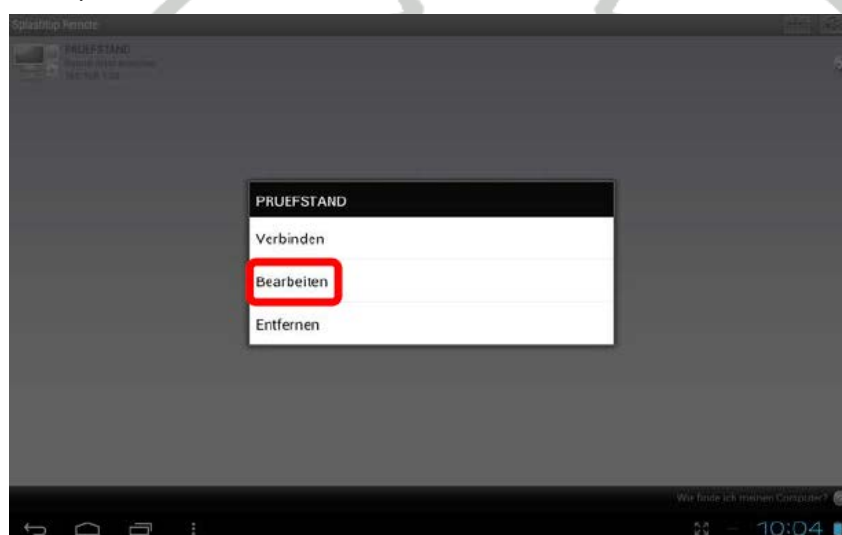 Splashtop Remote
PRUEFSTAND
PRUEFSTAND
Verbinden
Bearbeiten
Entfernen
Wie finde ich meinen Computer?
10:04